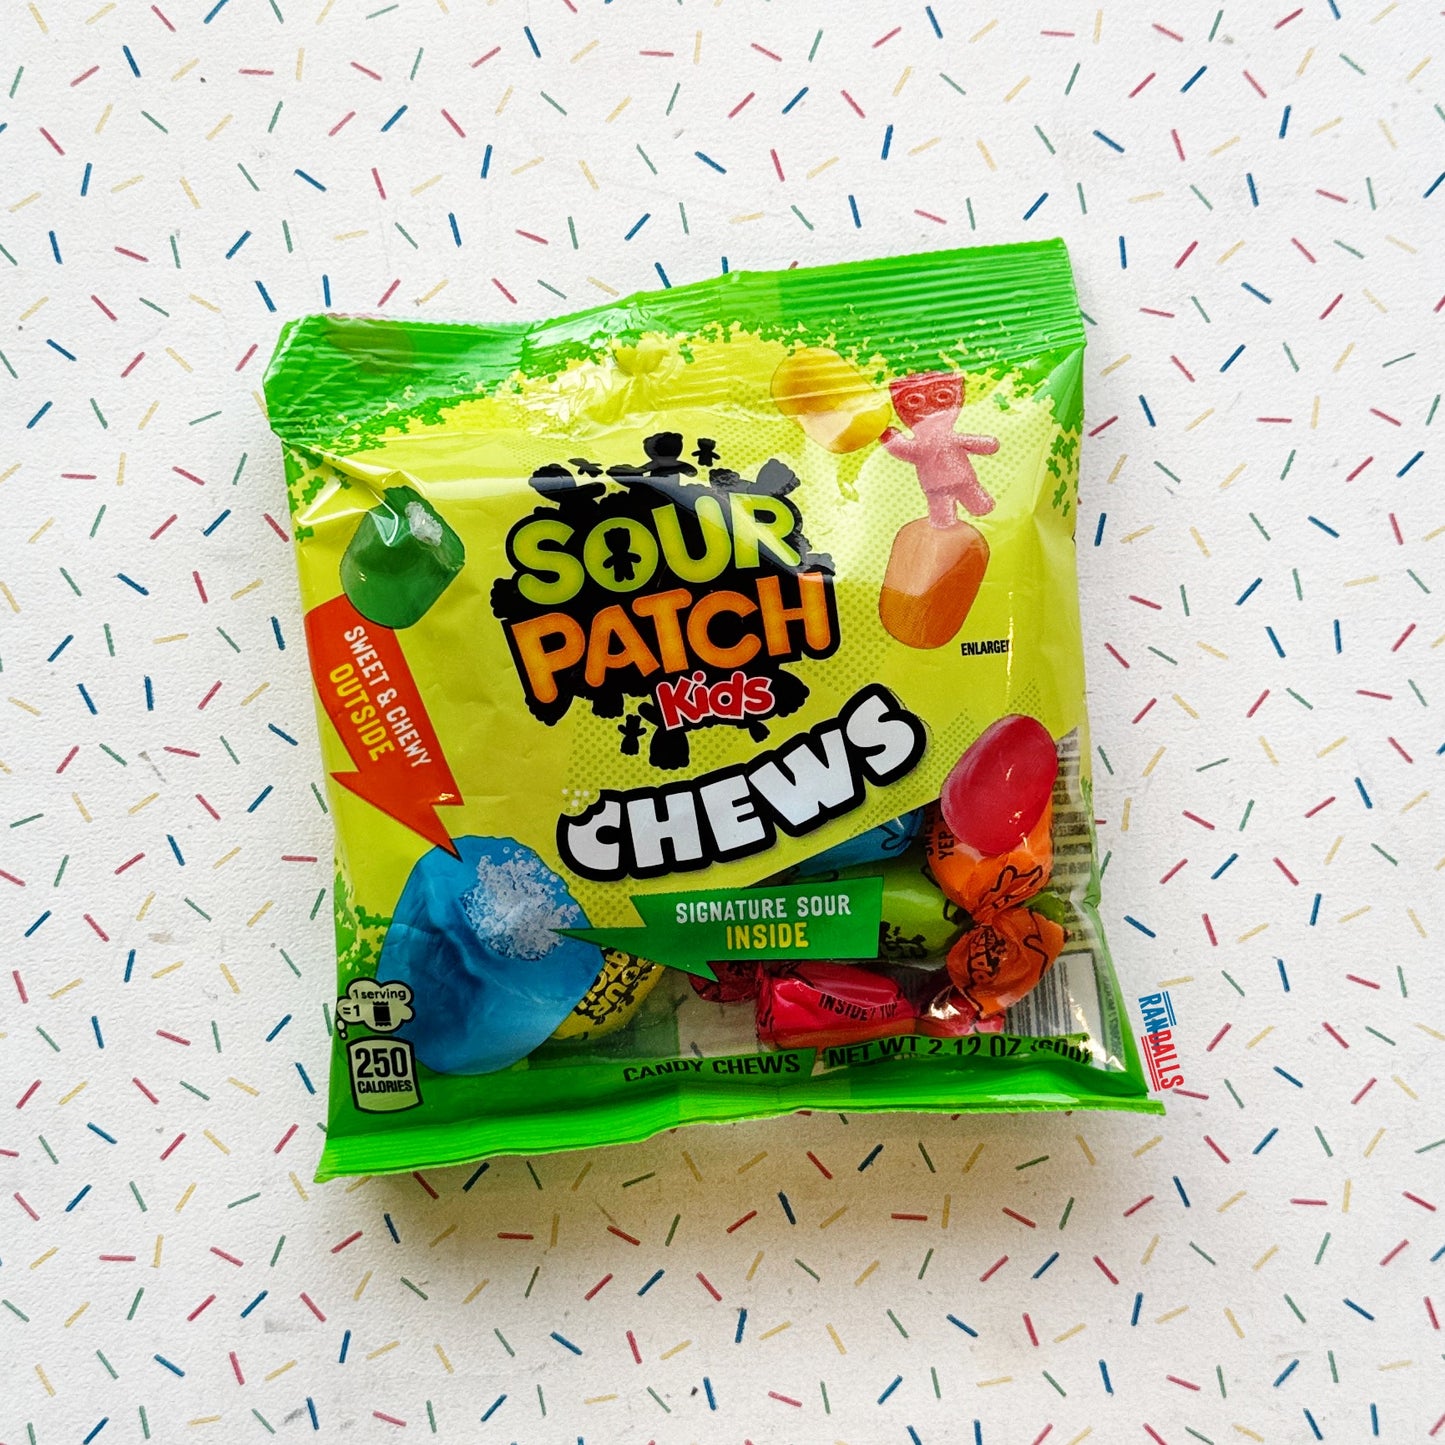 SOUR
PATCH
Kids
CHEWS
ENLARGED
SWEET & CHEWY
OUTSIDE
SIGNATURE SOUR
INSIDE
INSIDE/
1 serving
=1
250
CALORIES
CANDY CHEWS
NET WT 2.12 OZ (60g)
RANDALLS